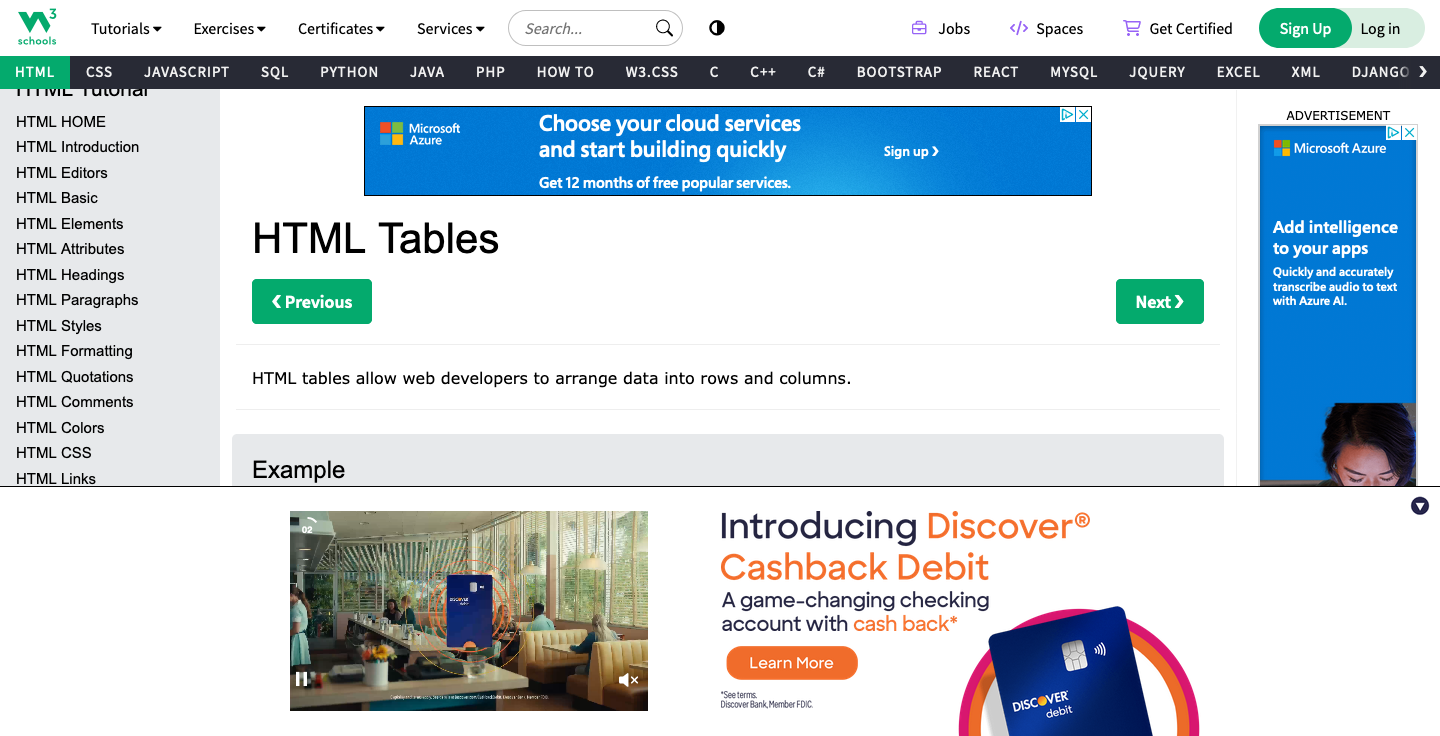 3
schools
Tutorials
Exercises
Certificates
Services
Search...
Jobs
Spaces
Get Certified
Sign Up
Log in
HTML
CSS
JAVASCRIPT
SQL
PYTHON
JAVA
PHP
HOW TO
W3.CSS
C
C++
C#
BOOTSTRAP
REACT
MYSQL
JQUERY
EXCEL
XML
DJANGO
HTML Tutorial
HTML HOME
HTML Introduction
HTML Editors
HTML Basic
HTML Elements
HTML Attributes
HTML Headings
HTML Paragraphs
HTML Styles
HTML Formatting
HTML Quotations
HTML Comments
HTML Colors
HTML CSS
HTML Links
Microsoft
Azure
Choose your cloud services
and start building quickly
Get 12 months of free popular services.
Sign up ❯
HTML Tables
❮ Previous
Next ❯
HTML tables allow web developers to arrange data into rows and columns.
Example
ADVERTISEMENT
Microsoft Azure
Add intelligence
to your apps
Quickly and accurately
transcribe audio to text
with Azure AI.
02
DISCOVER
debit
Introducing Discover®
Cashback Debit
A game-changing checking
account with cash back*
Learn More
*See terms.
Discover Bank, Member FDIC.
DISCOVER
debit